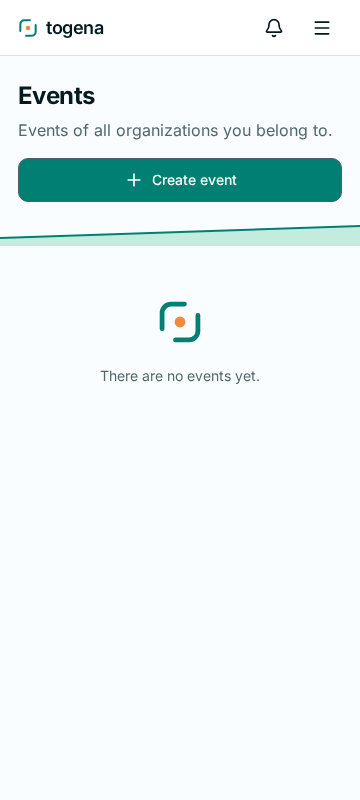 togena
Events
Events of all organizations you belong to.
Create event
There are no events yet.